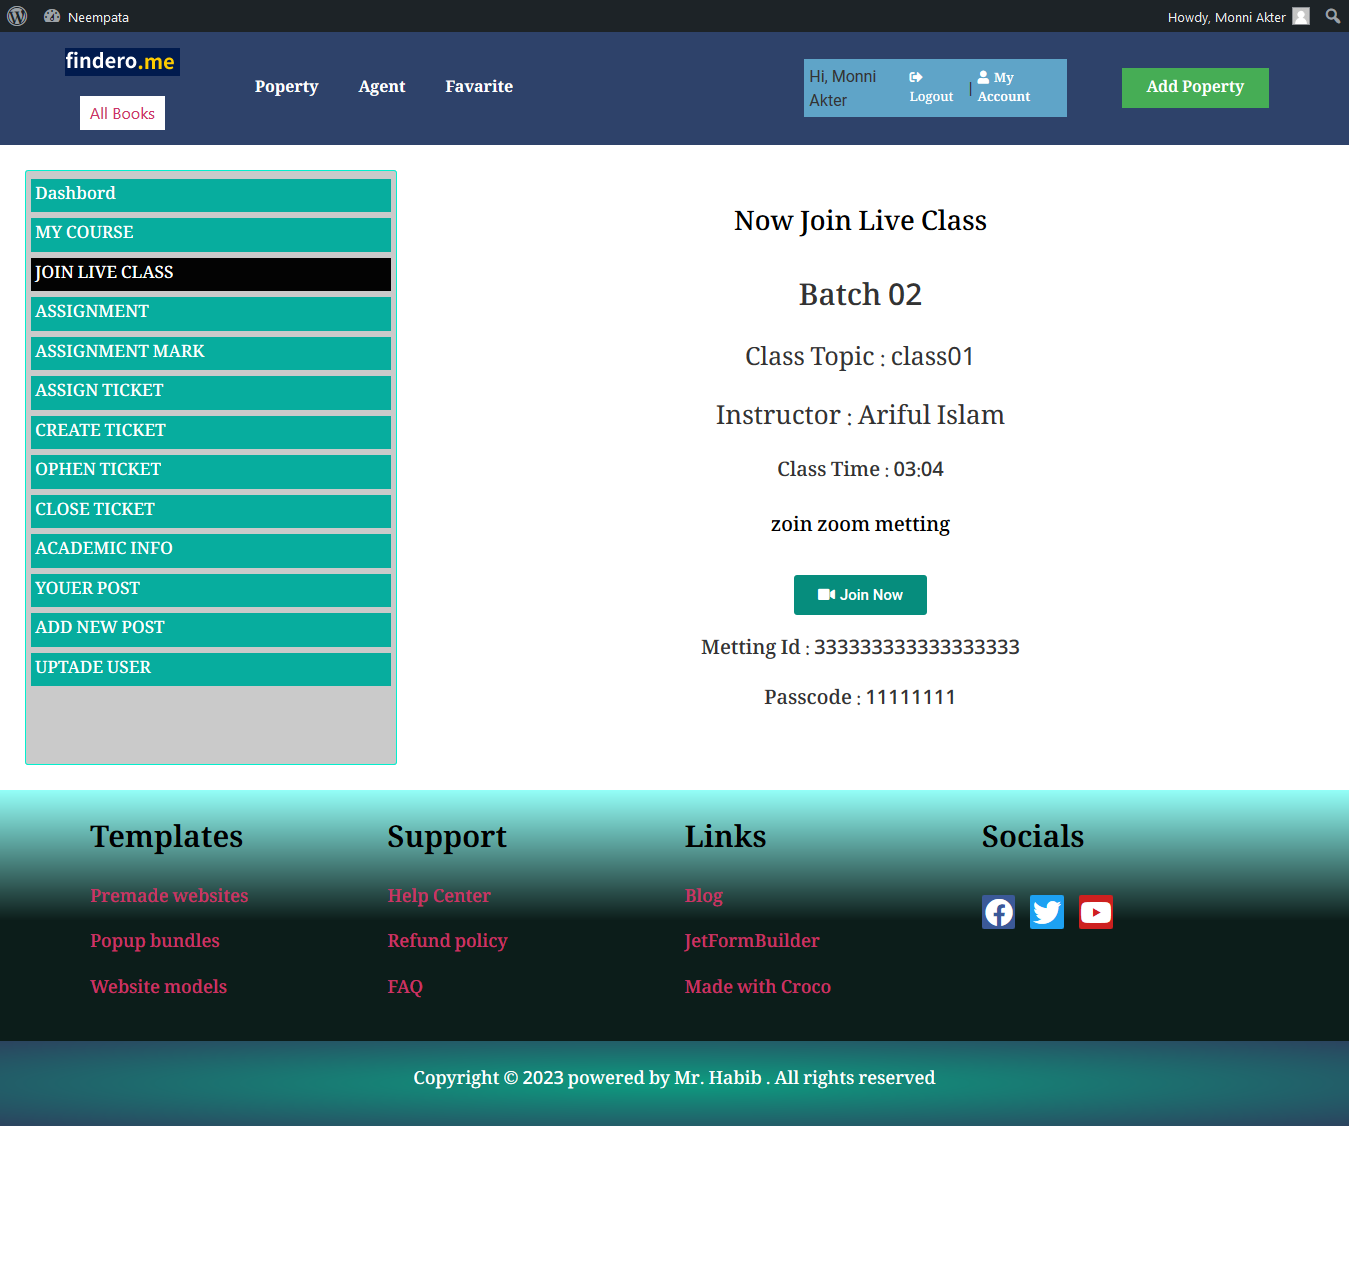 Neempata
Howdy, Monni Akter
findero.me
All Books
Poperty
Agent
Favarite
Hi, Monni
Akter
Logout
|
My
Account
Add Poperty
Dashbord
MY COURSE
JOIN LIVE CLASS
ASSIGNMENT
ASSIGNMENT MARK
ASSIGN TICKET
CREATE TICKET
OPHEN TICKET
CLOSE TICKET
ACADEMIC INFO
YOUER POST
ADD NEW POST
UPTADE USER
Now Join Live Class
Batch 02
Class Topic : class01
Instructor : Ariful Islam
Class Time : 03:04
zoin zoom metting
Join Now
Metting Id : 333333333333333333
Passcode : 11111111
Templates
Premade websites
Popup bundles
Website models
Support
Help Center
Refund policy
FAQ
Links
Blog
JetFormBuilder
Made with Croco
Socials
Copyright © 2023 powered by Mr. Habib . All rights reserved